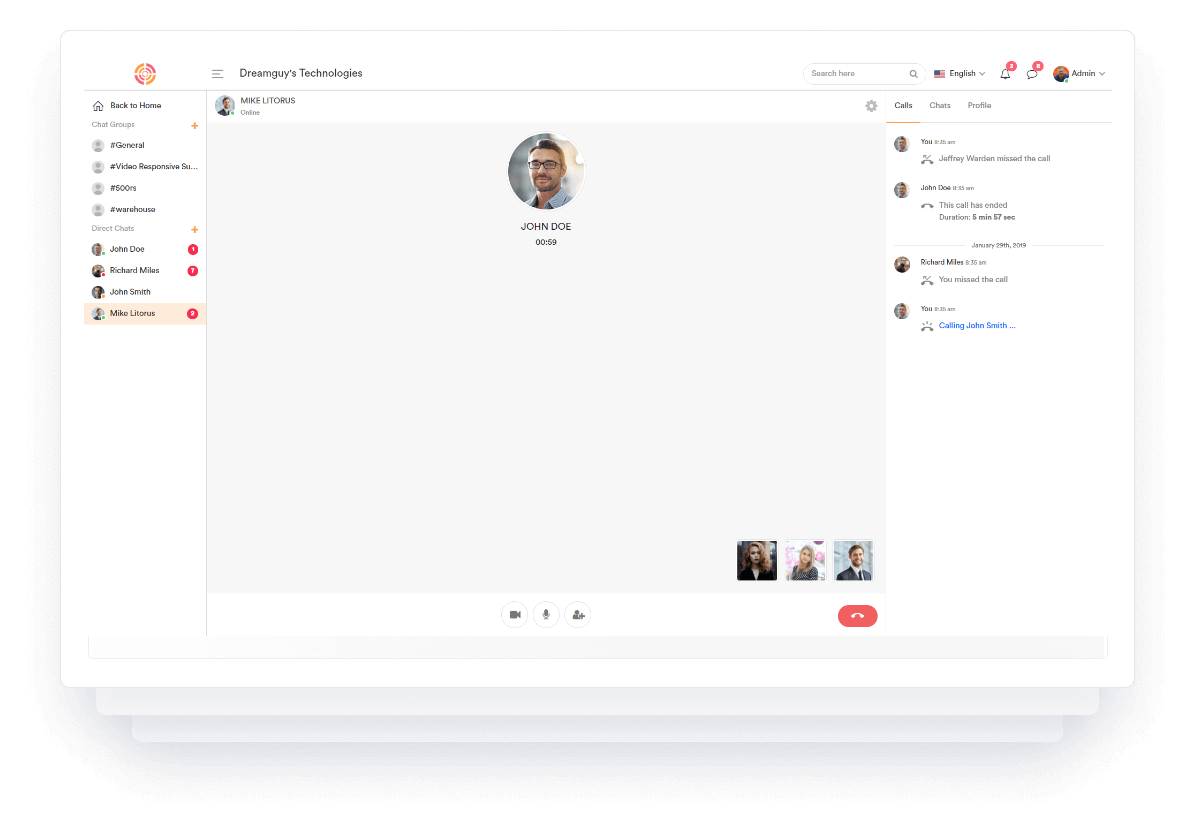 Dreamguy's Technologies
Search here
English
3
8
Admin
Back to Home
Chat Groups
+
#General
#Video Responsive Su...
#500rs
#warehouse
Direct Chats
+
John Doe 1
Richard Miles 7
John Smith
Mike Litorus 2
MIKE LITORUS
Online
JOHN DOE
00:59
Calls Chats Profile
You 8:35 am
Jeffrey Warden missed the call
John Doe 8:35 am
This call has ended
Duration: 5 min 57 sec
January 29th, 2019
Richard Miles 8:35 am
You missed the call
You 8:35 am
Calling John Smith ...